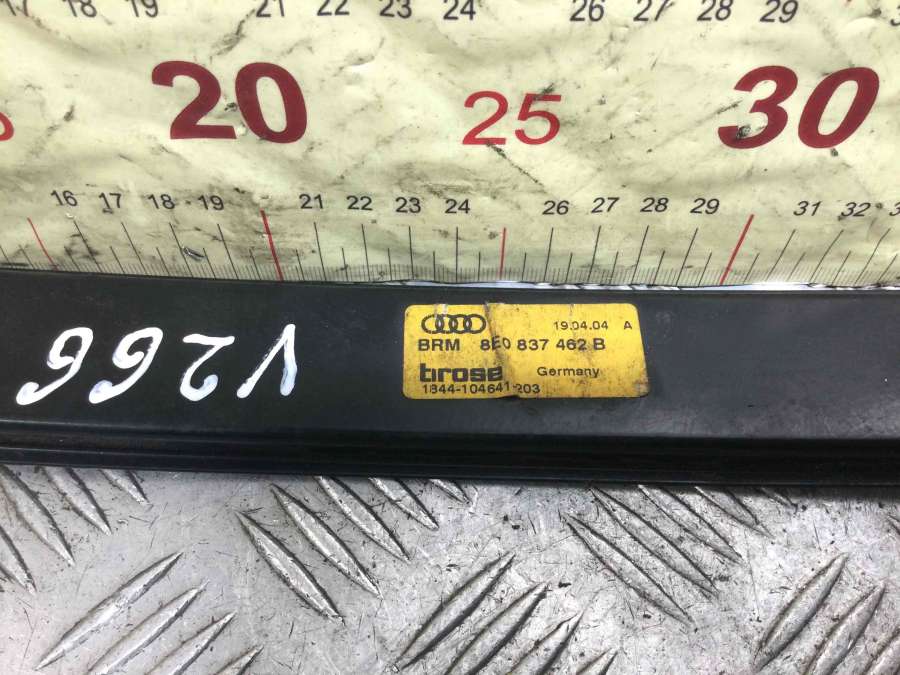 17 18 19 21 22 23 24 26 27 28 29
20 25 30
16 17 18 19 21 22 23 24 26 27 28 29 31 32
19.04.04 A
BRM 8E0 837 462 B
brose Germany
1844-104641-203
V266